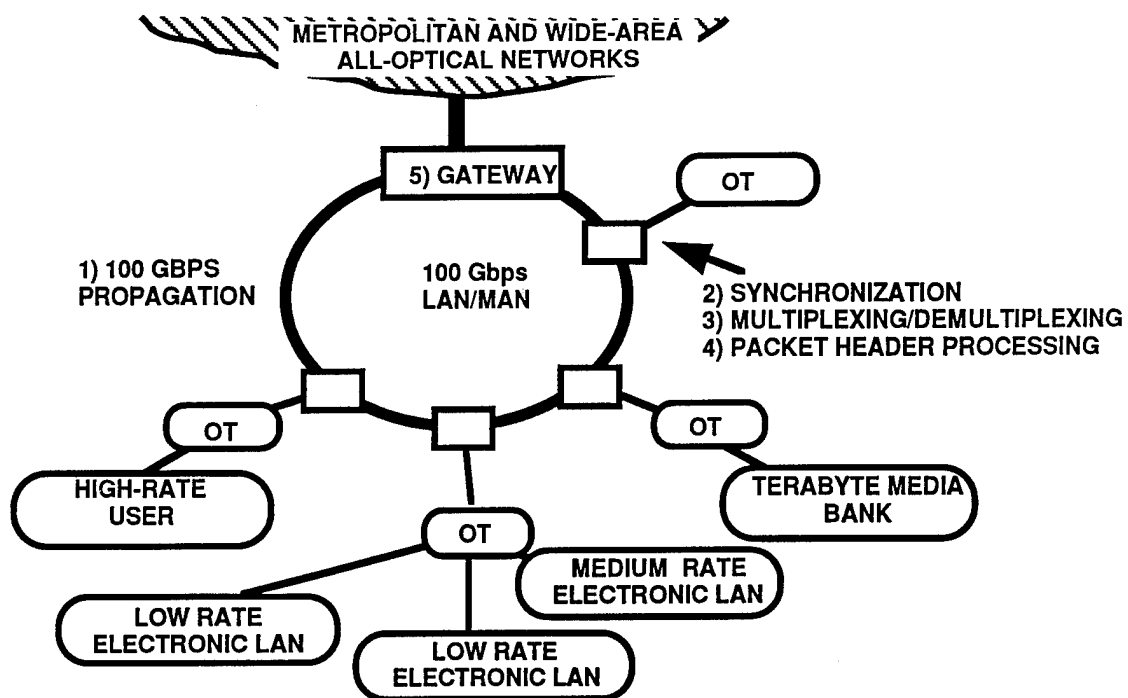 METROPOLITAN AND WIDE-AREA
ALL-OPTICAL NETWORKS
5) GATEWAY
OT
1) 100 GBPS
PROPAGATION
100 Gbps
LAN/MAN
2) SYNCHRONIZATION
3) MULTIPLEXING/DEMULTIPLEXING
4) PACKET HEADER PROCESSING
OT
OT
HIGH-RATE
USER
TERABYTE MEDIA
BANK
OT
MEDIUM RATE
ELECTRONIC LAN
LOW RATE
ELECTRONIC LAN
LOW RATE
ELECTRONIC LAN